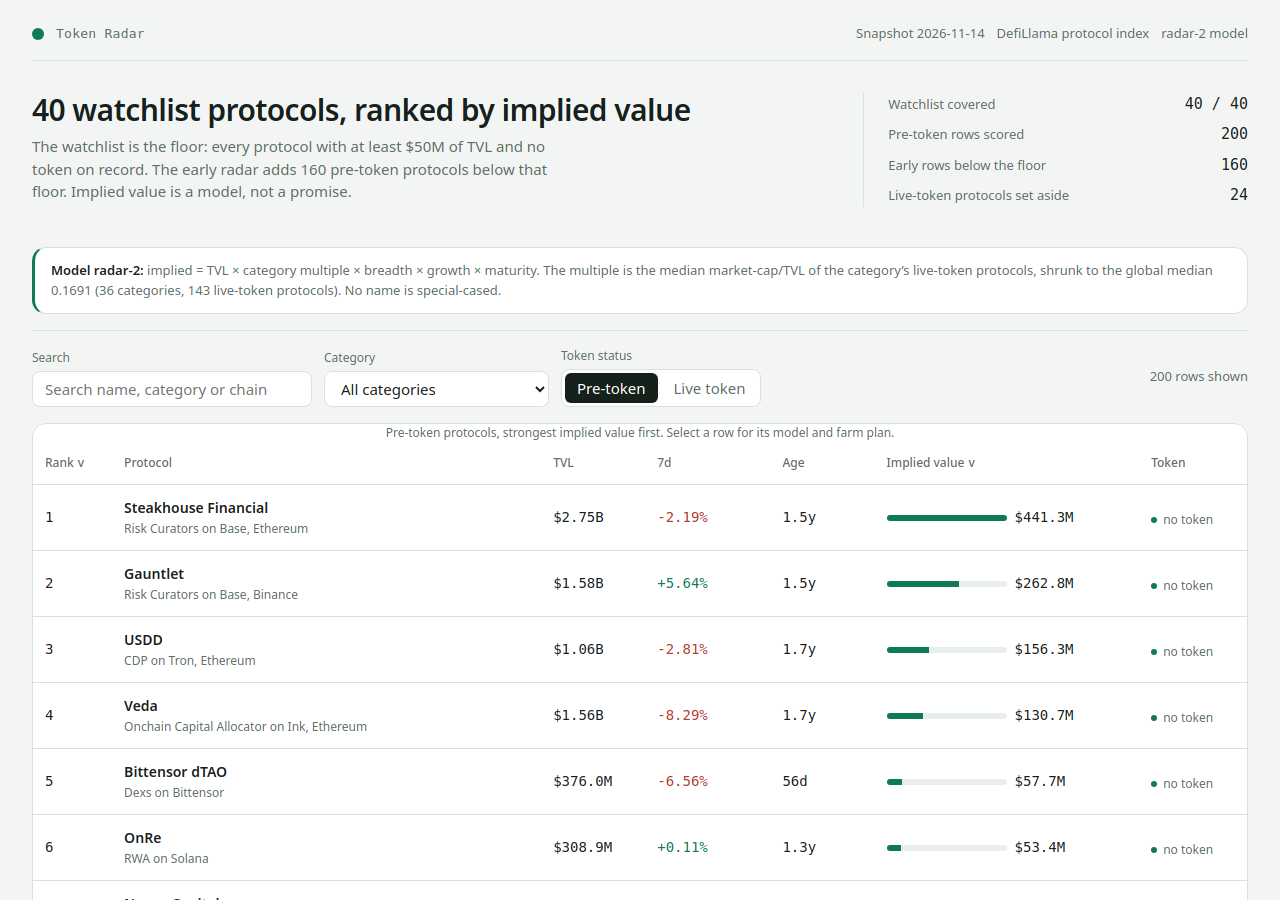 Token Radar
Snapshot 2026-11-14 DefiLlama protocol index radar-2 model
40 watchlist protocols, ranked by implied value
The watchlist is the floor: every protocol with at least $50M of TVL and no
token on record. The early radar adds 160 pre-token protocols below that
floor. Implied value is a model, not a promise.
Watchlist covered 40 / 40
Pre-token rows scored 200
Early rows below the floor 160
Live-token protocols set aside 24
Model radar-2: implied = TVL × category multiple × breadth × growth × maturity. The multiple is the median market-cap/TVL of the category's live-token protocols, shrunk to the global median
0.1691 (36 categories, 143 live-token protocols). No name is special-cased.
Search
Category
Token status
Search name, category or chain
All categories
Pre-token Live token
200 rows shown
Pre-token protocols, strongest implied value first. Select a row for its model and farm plan.
Rank v Protocol TVL 7d Age Implied value v Token
1 Steakhouse Financial $2.75B -2.19% 1.5y $441.3M no token
Risk Curators on Base, Ethereum
2 Gauntlet $1.58B +5.64% 1.5y $262.8M no token
Risk Curators on Base, Binance
3 USDD $1.06B -2.81% 1.7y $156.3M no token
CDP on Tron, Ethereum
4 Veda $1.56B -8.29% 1.7y $130.7M no token
Onchain Capital Allocator on Ink, Ethereum
5 Bittensor dTAO $376.0M -6.56% 56d $57.7M no token
Dexs on Bittensor
6 OnRe $308.9M +0.11% 1.3y $53.4M no token
RWA on Solana